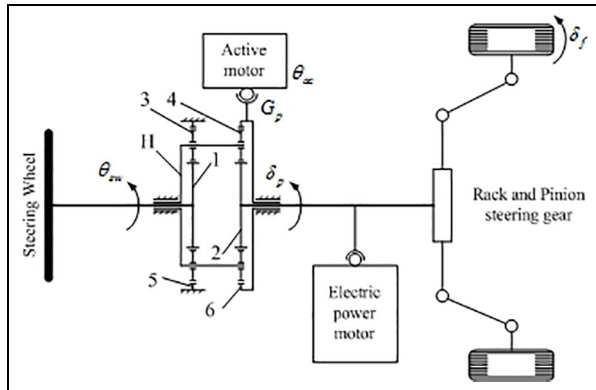 Active
motor
θac
Gp
δf
3
4
H
1
θsw
δp
Steering Wheel
Rack and Pinion
steering gear
2
5
6
Electric
power
motor